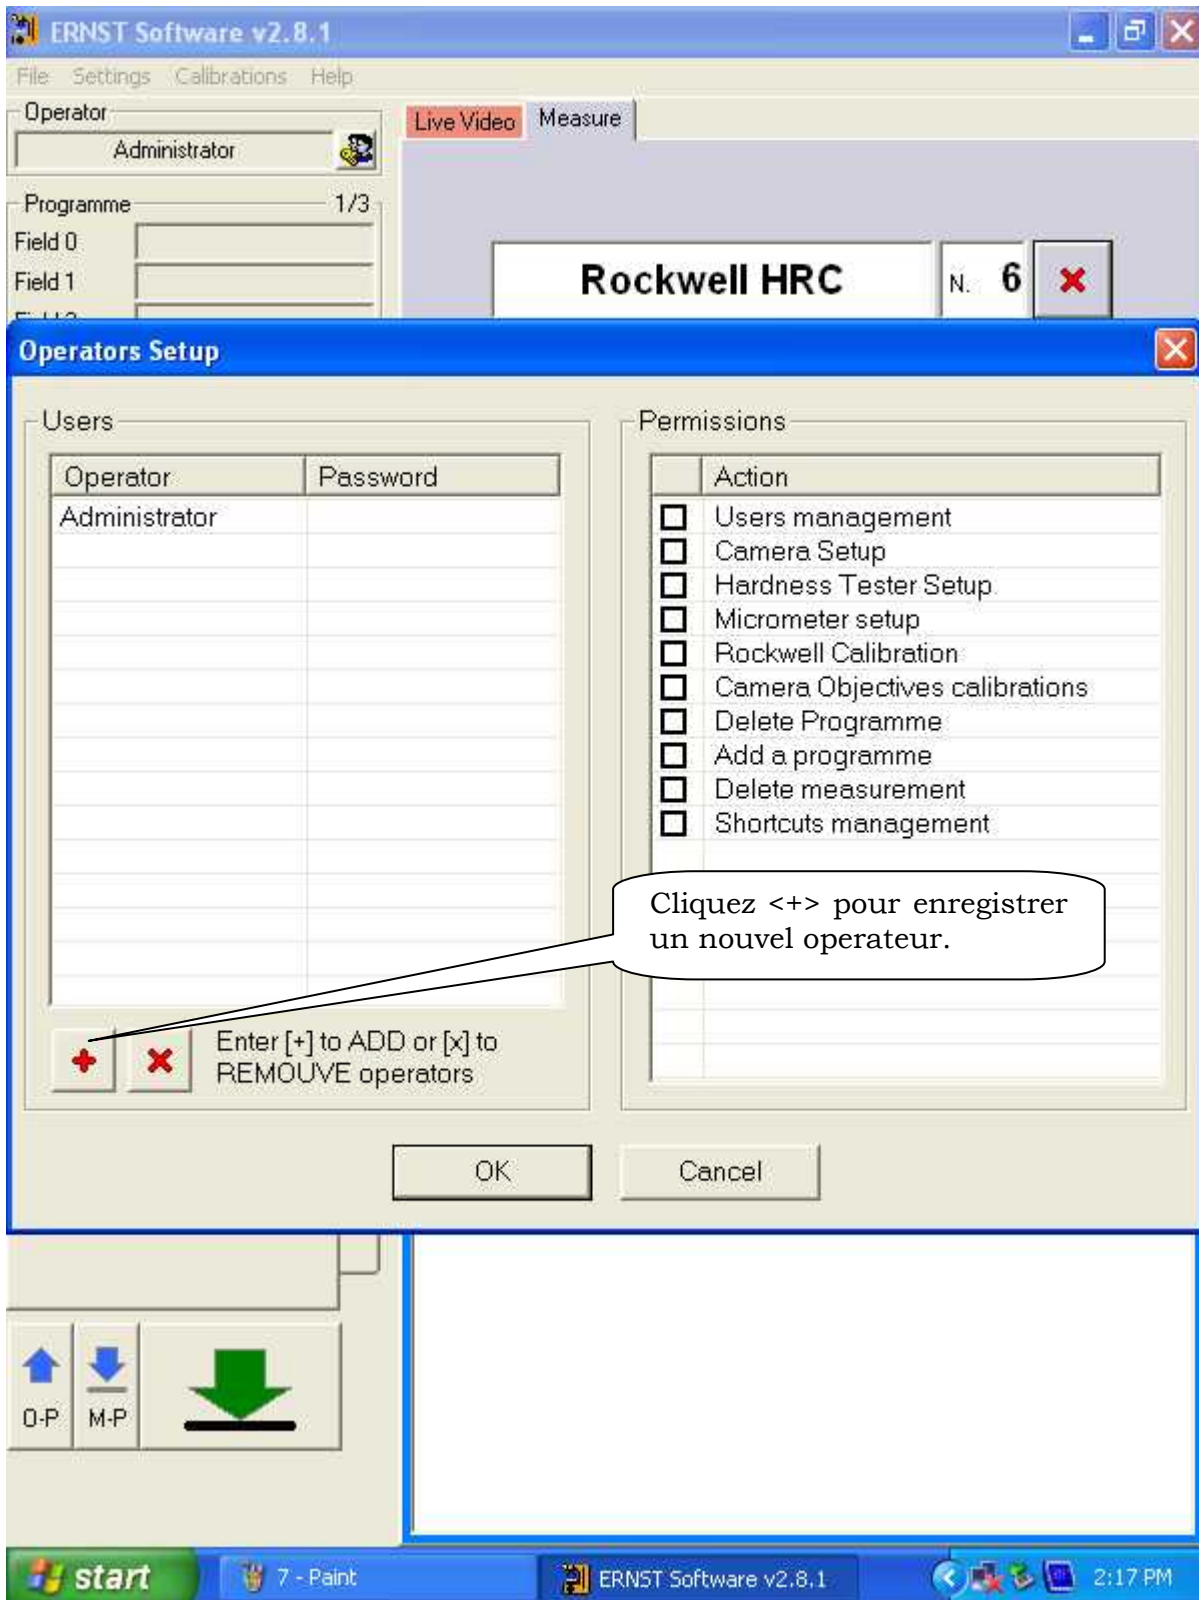 ERNST Software v2.8.1
File Settings Calibrations Help
Operator
Administrator
Live Video Measure
Programme 1/3
Field 0
Field 1
Rockwell HRC N. 6
Operators Setup
Users
Operator Password
Administrator
Permissions
Action
Users management
Camera Setup
Hardness Tester Setup.
Micrometer setup
Rockwell Calibration
Camera Objectives calibrations
Delete Programme
Add a programme
Delete measurement
Shortcuts management
Cliquez <+> pour enregistrer
un nouvel operateur.
Enter [+] to ADD or [x] to
REMOUVE operators
OK Cancel
O-P M-P
start 7 - Paint ERNST Software v2.8.1 2:17 PM